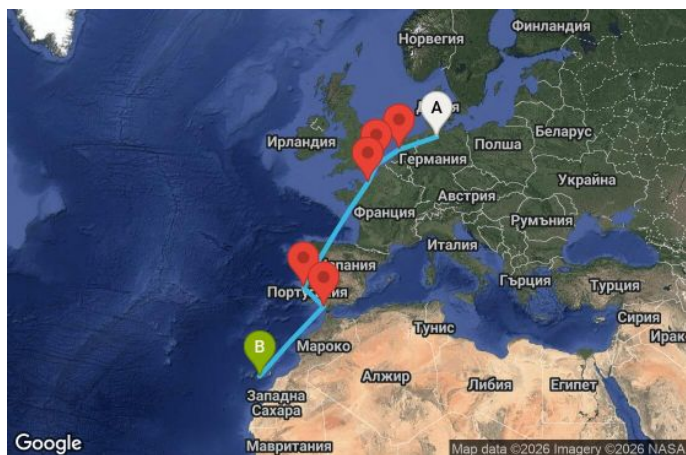 Финландия
Норвегия
Дания
A
Ирландия
Беларус
Полша
Германия
Украйна
Австрия
Франция
Румъния
Италия
Испания
Гърция
Турция
Португалия
Тунис
Сирия
Ирак
B
Мароко
Алжир
Либия
Египет
Западна
Сахара
Мавритания
Google
Map data ©2026 Imagery ©2026 NASA